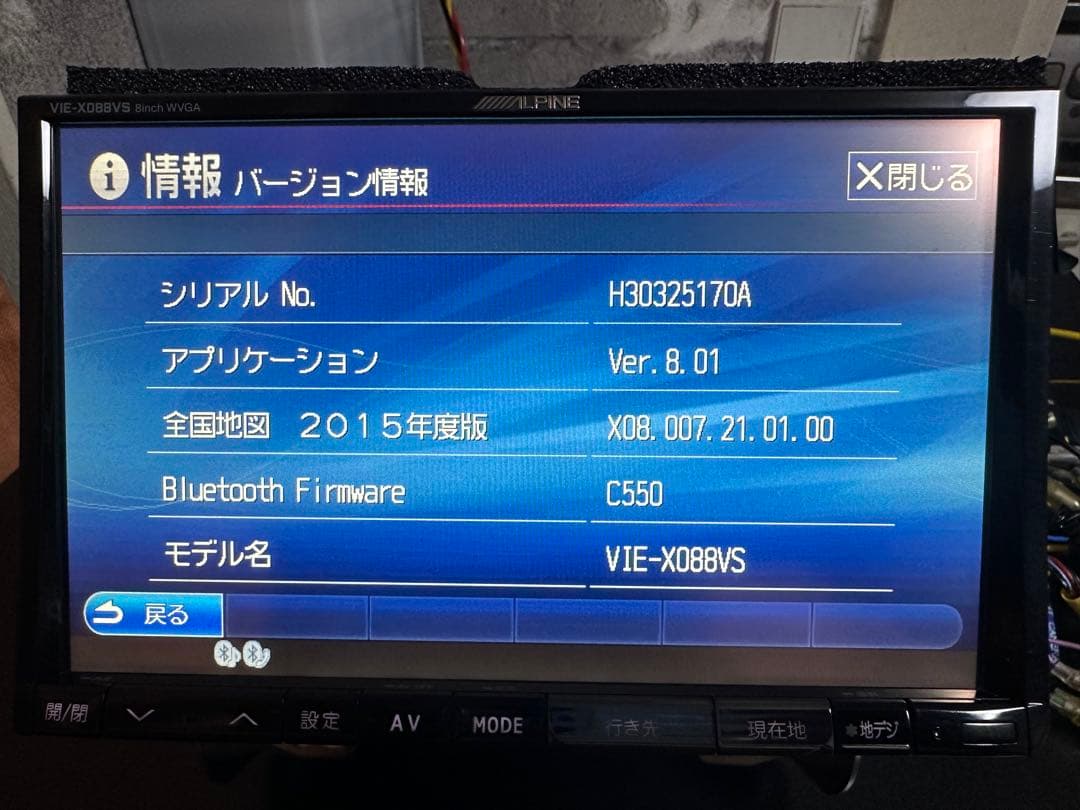 VIE-X088VS 8inch WVGA
ALPINE
情報 バージョン情報
×閉じる
シリアル No. H30325170A
アプリケーション Ver. 8. 01
全国地図 2015年度版 X08. 007. 21. 01. 00
Bluetooth Firmware C550
モデル名 VIE-X088VS
戻る
開/閉 設定 AV MODE 行き先 現在地 *地デジ